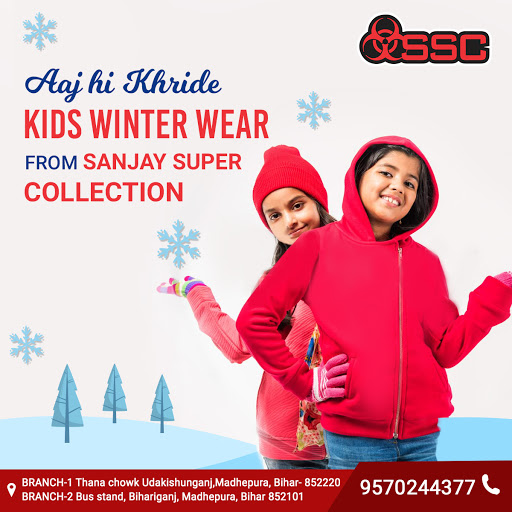 SSC
Aaj hi Khride
KIDS WINTER WEAR
FROM SANJAY SUPER
COLLECTION
BRANCH-1 Thana chowk Udakishunganj,Madhepura, Bihar- 852220
BRANCH-2 Bus stand, Bihariganj, Madhepura, Bihar 852101
9570244377